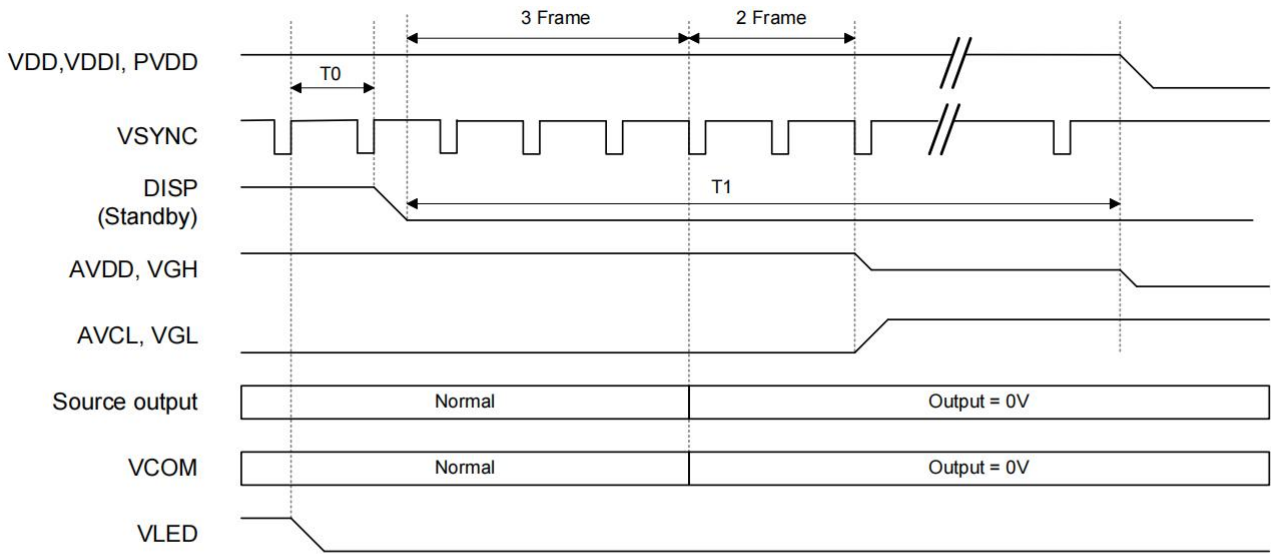 3 Frame
2 Frame
VDD,VDDI, PVDD
T0
VSYNC
DISP
(Standby)
T1
AVDD, VGH
AVCL, VGL
Source output
Normal
Output = 0V
VCOM
Normal
Output = 0V
VLED